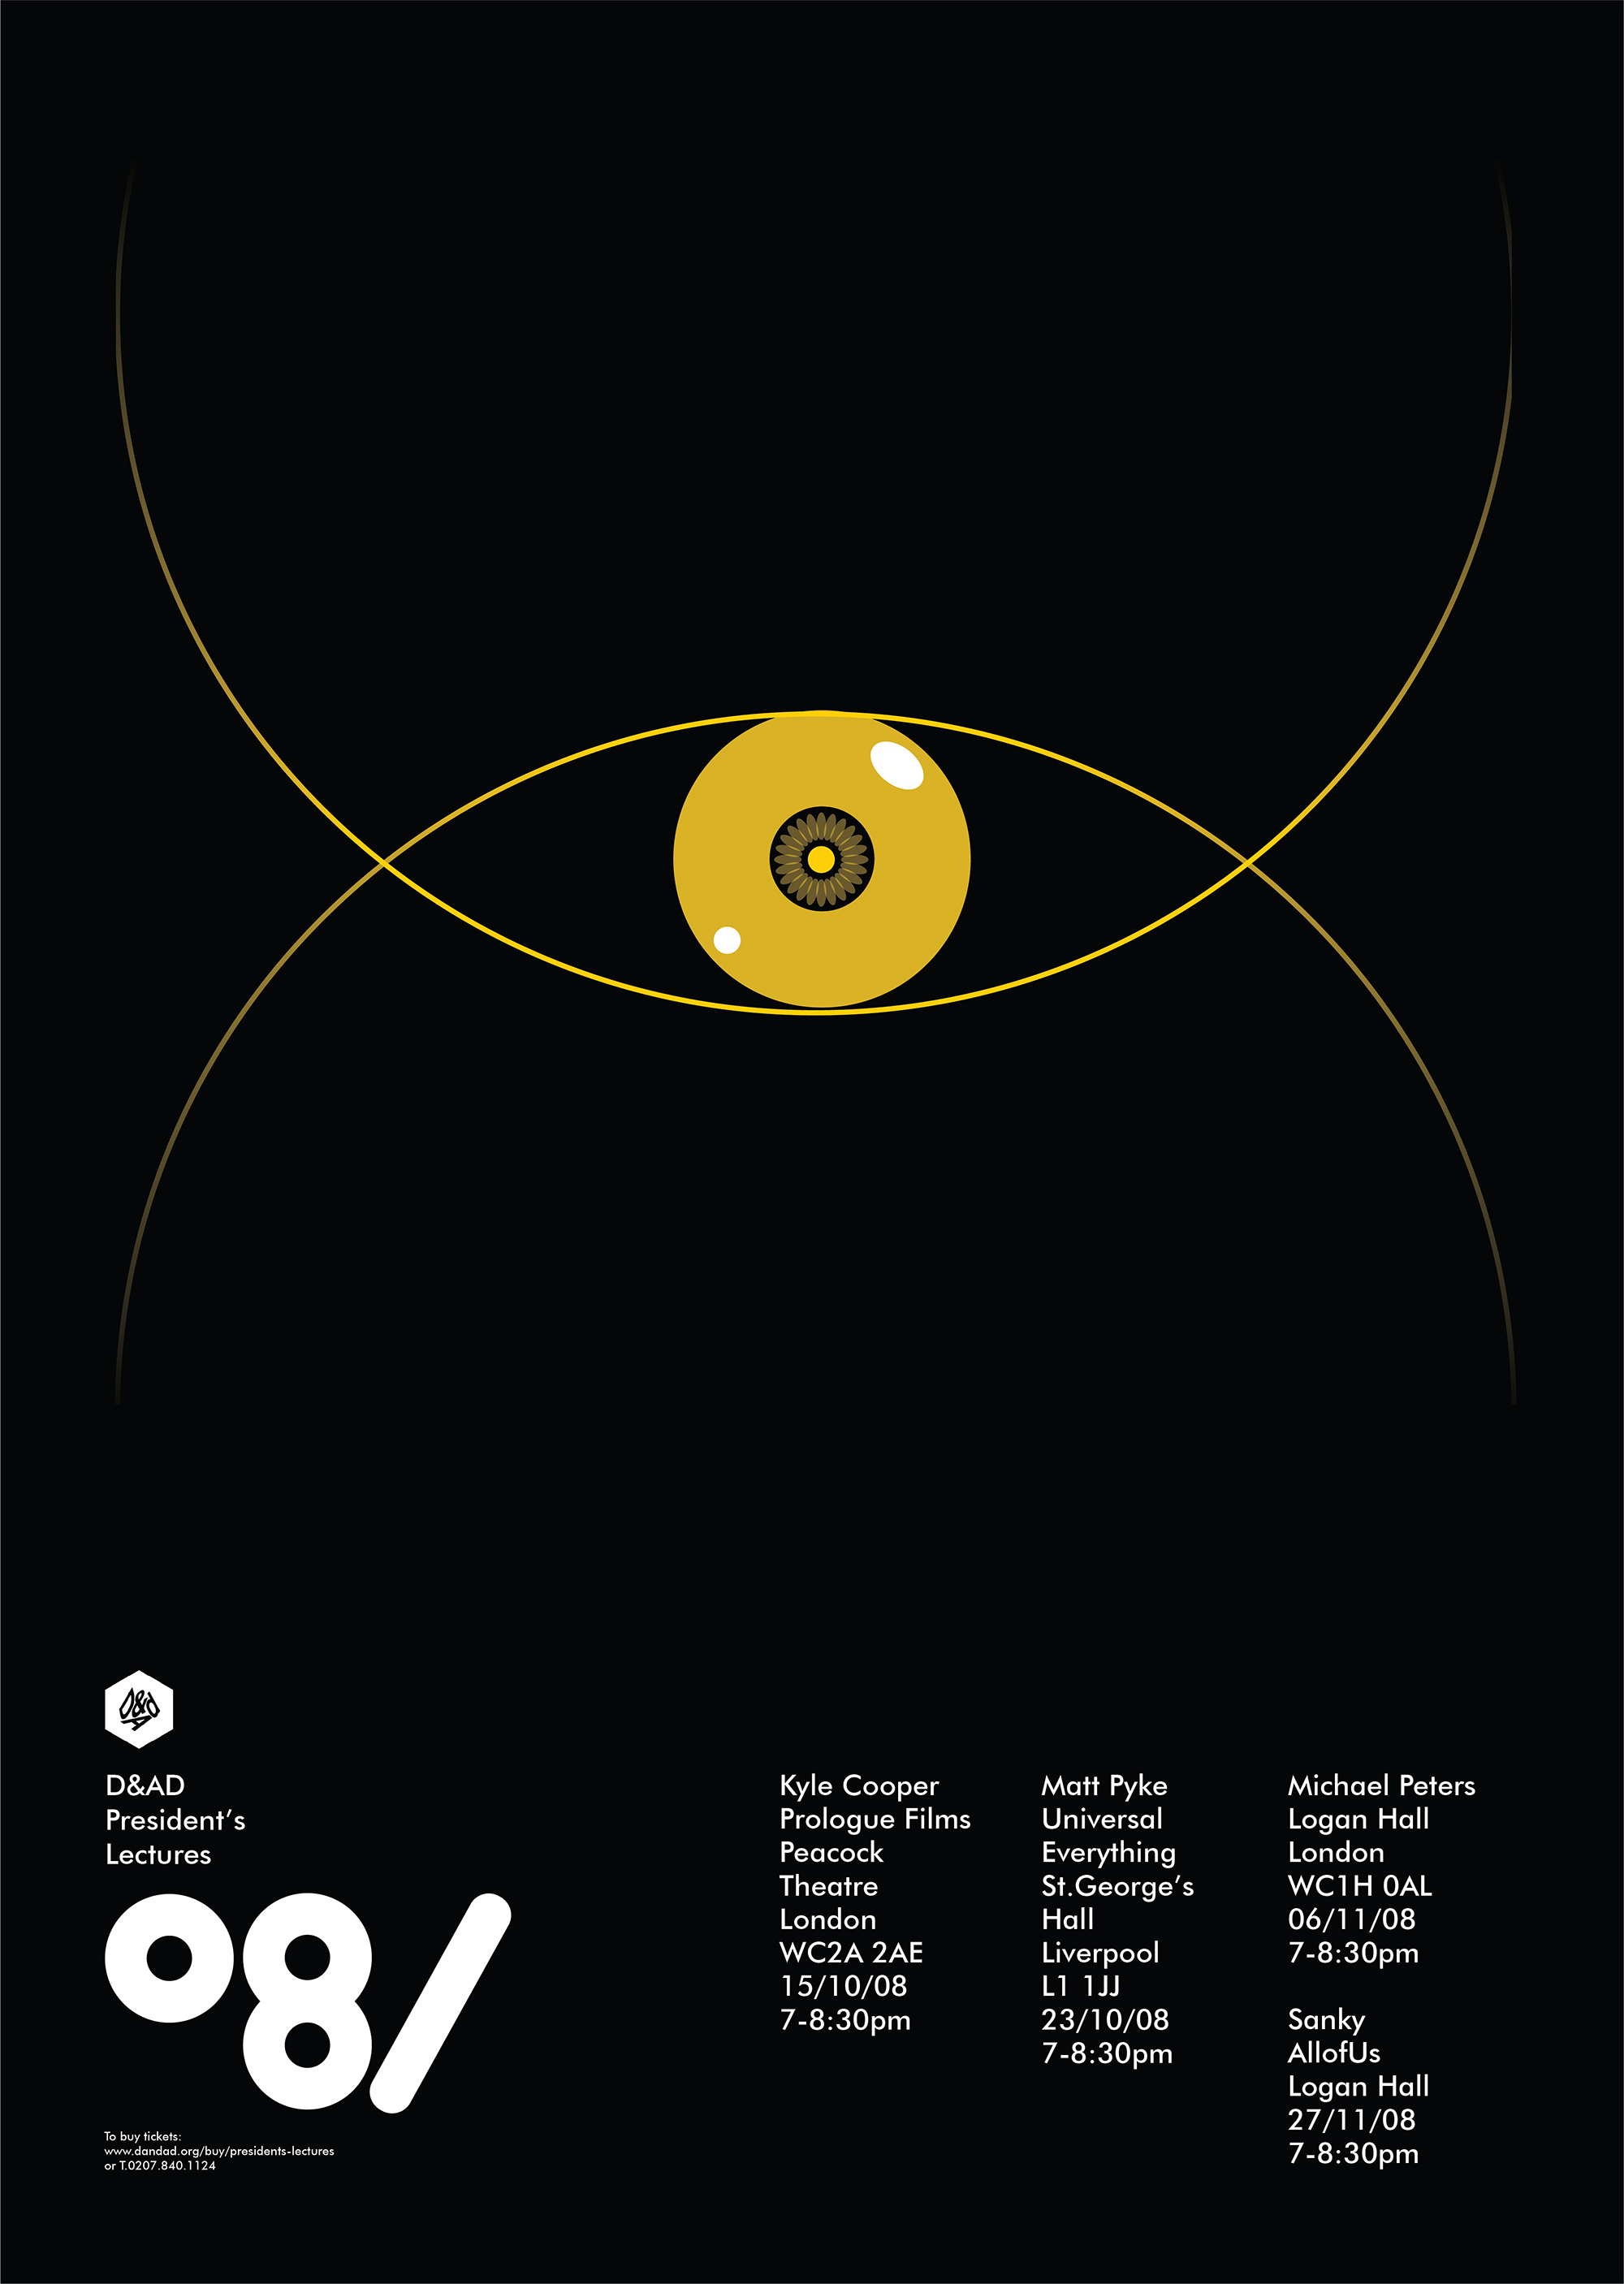 D&AD
D&AD
President’s
Lectures
08/
To buy tickets:
www.dandad.org/buy/presidents-lectures
or T.0207.840.1124
Kyle Cooper
Prologue Films
Peacock
Theatre
London
WC2A 2AE
15/10/08
7-8:30pm
Matt Pyke
Universal
Everything
St.George’s
Hall
Liverpool
L1 1JJ
23/10/08
7-8:30pm
Michael Peters
Logan Hall
London
WC1H 0AL
06/11/08
7-8:30pm
Sanky
AllofUs
Logan Hall
27/11/08
7-8:30pm